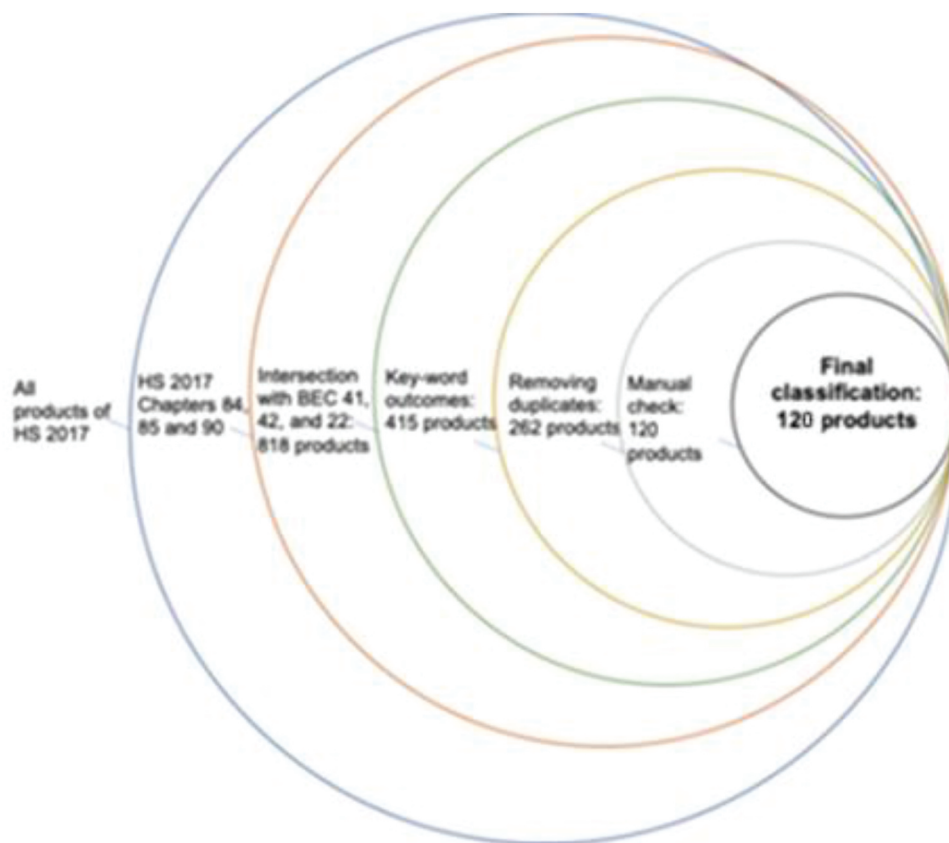 All
products of
HS 2017
HS 2017
Chapters 84,
85 and 90
Intersection
with BEC 41,
42, and 22:
818 products
Key-word
outcomes:
415 products
Removing
duplicates:
262 products
Manual
check:
120
products
Final
classification:
120 products